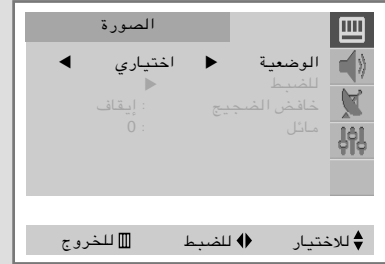 الصورة
الوضعية ◀ اختياري ▶
للضبط ◀
خافض الضجيج : إيقاف
مائل : 0
للاختيار للضبط للخروج